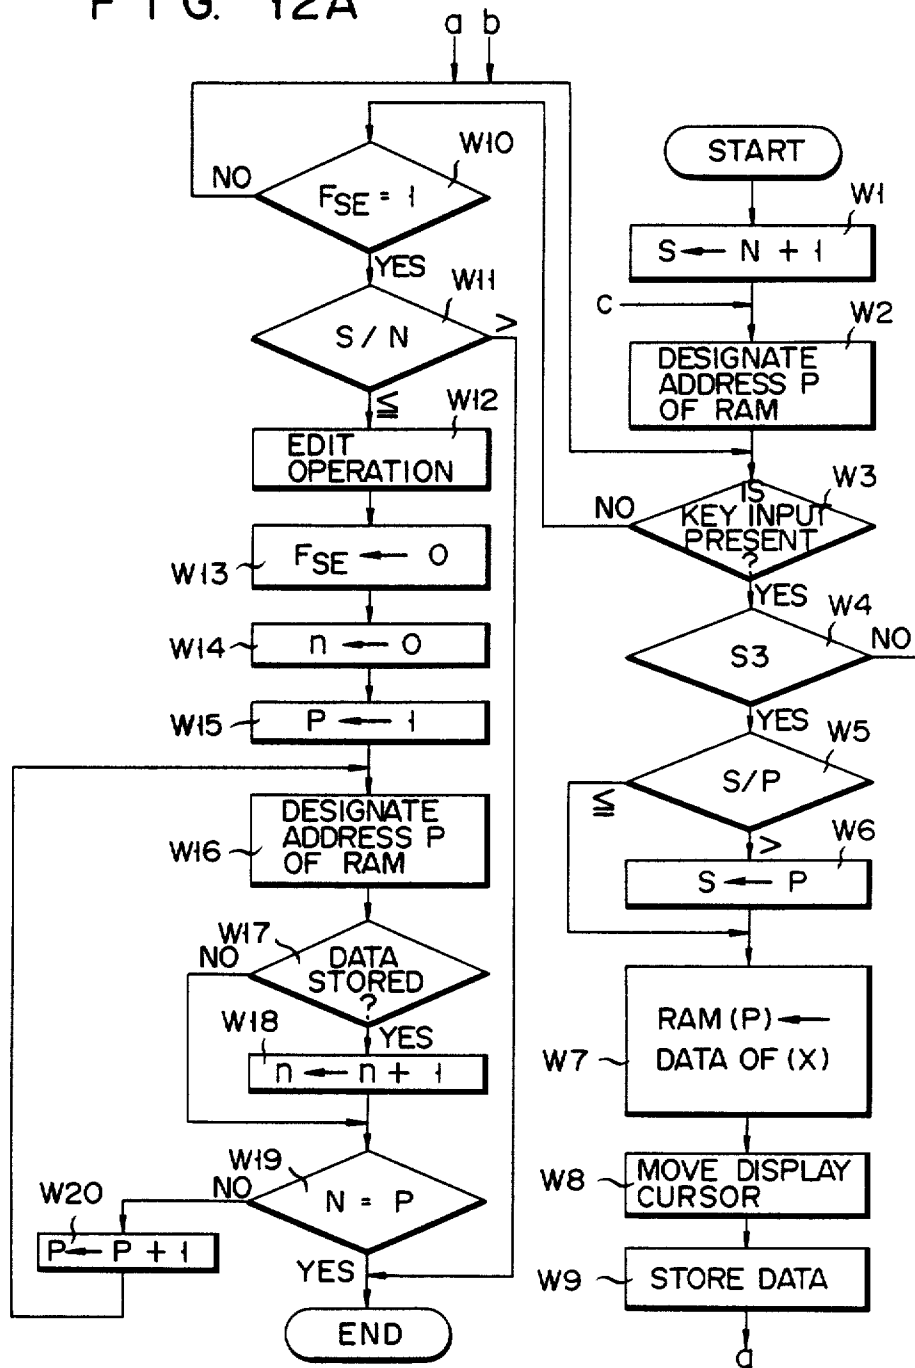 FIG. 12A
a b
W10
NO
FSE = 1
YES
W11
S / N
>
≦
W12
EDIT
OPERATION
W13
FSE ← 0
W14
n ← 0
W15
P ← 1
DESIGNATE
ADDRESS P
OF RAM
W16
W17
NO
DATA
STORED
?
YES
W18
n ← n + 1
W19
NO
N = P
W20
P ← P + 1
YES
END
START
W1
S ← N + 1
c
W2
DESIGNATE
ADDRESS P
OF RAM
W3
NO
IS
KEY INPUT
PRESENT
?
YES
W4
NO
S3
YES
W5
S/P
≦
>
W6
S ← P
RAM (P) ←
DATA OF (X)
W7
W8
MOVE DISPLAY
CURSOR
W9
STORE DATA
a